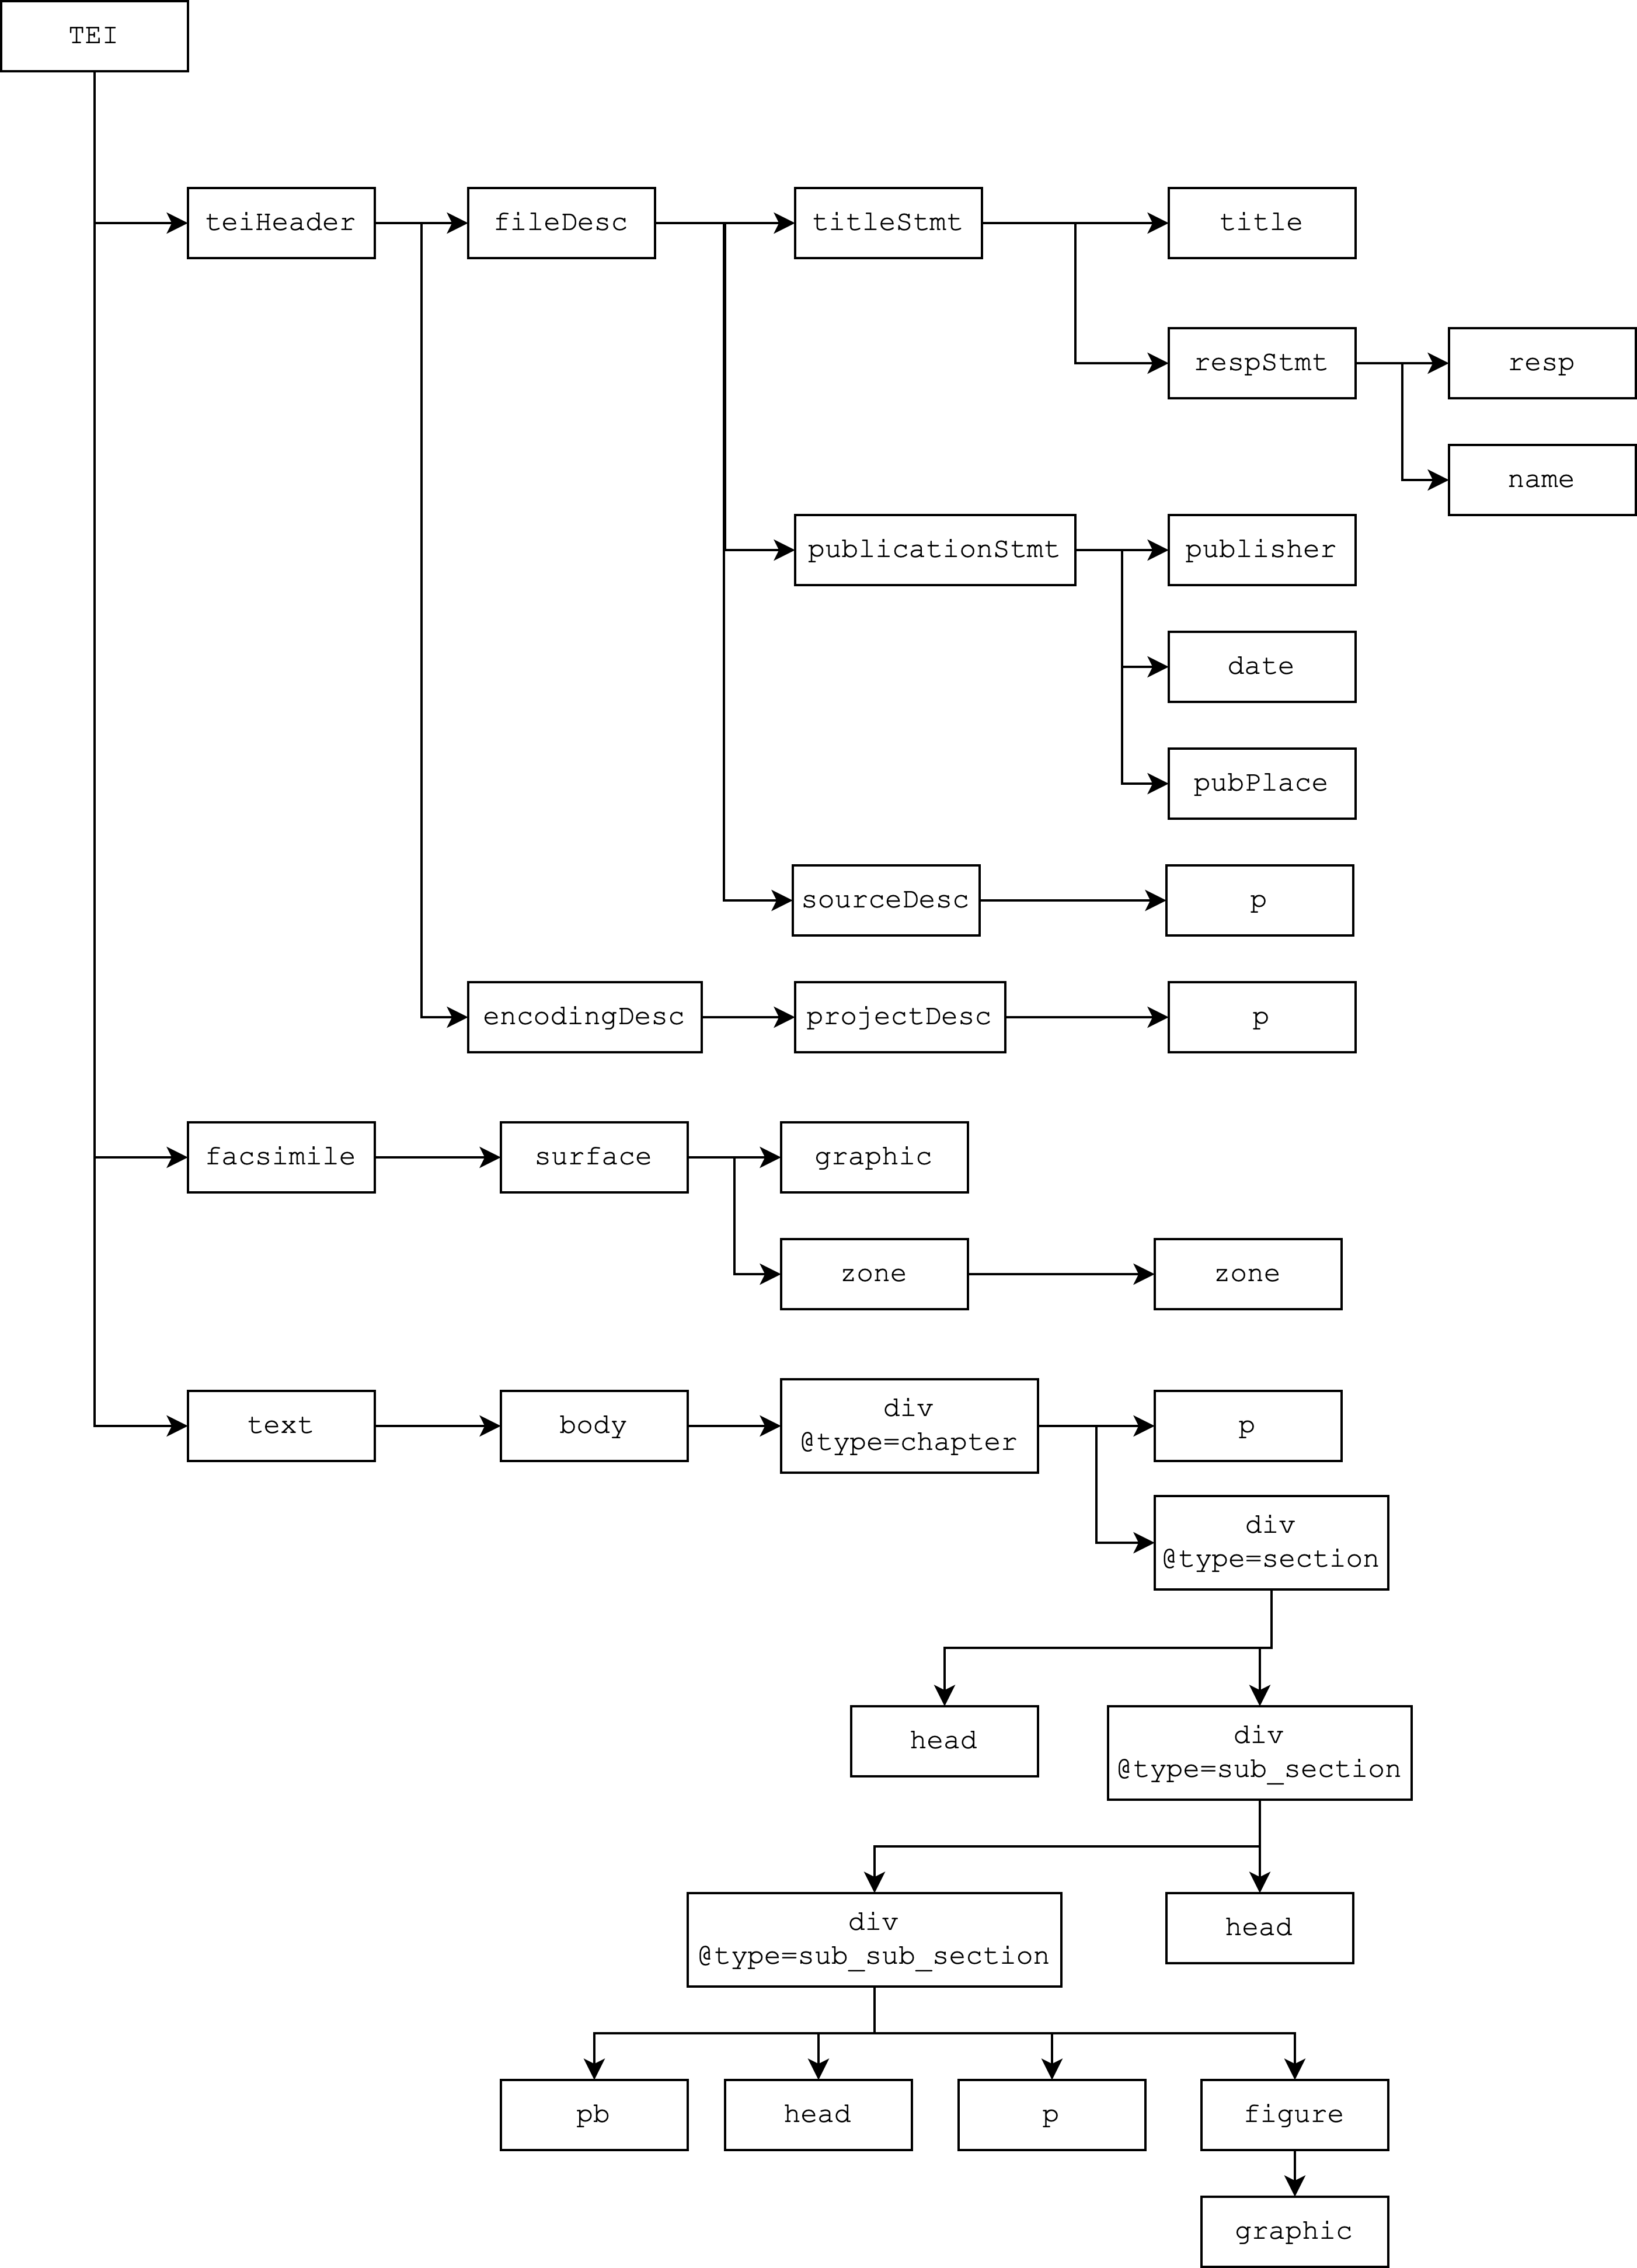 TEI
teiHeader
fileDesc
titleStmt
title
respStmt
resp
name
publicationStmt
publisher
date
pubPlace
sourceDesc
p
encodingDesc
projectDesc
p
facsimile
surface
graphic
zone
zone
text
body
div
@type=chapter
p
div
@type=section
head
div
@type=sub_section
div
@type=sub_sub_section
head
pb
head
p
figure
graphic